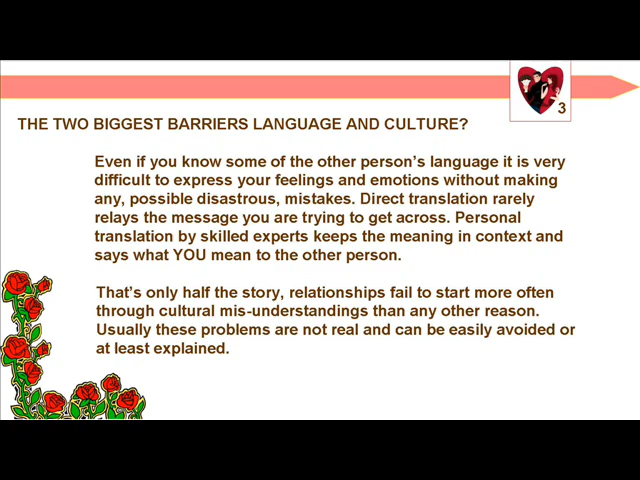 3
THE TWO BIGGEST BARRIERS LANGUAGE AND CULTURE?
Even if you know some of the other person's language it is very
difficult to express your feelings and emotions without making
any, possible disastrous, mistakes. Direct translation rarely
relays the message you are trying to get across. Personal
translation by skilled experts keeps the meaning in context and
says what YOU mean to the other person.
That's only half the story, relationships fail to start more often
through cultural mis-understandings than any other reason.
Usually these problems are not real and can be easily avoided or
at least explained.